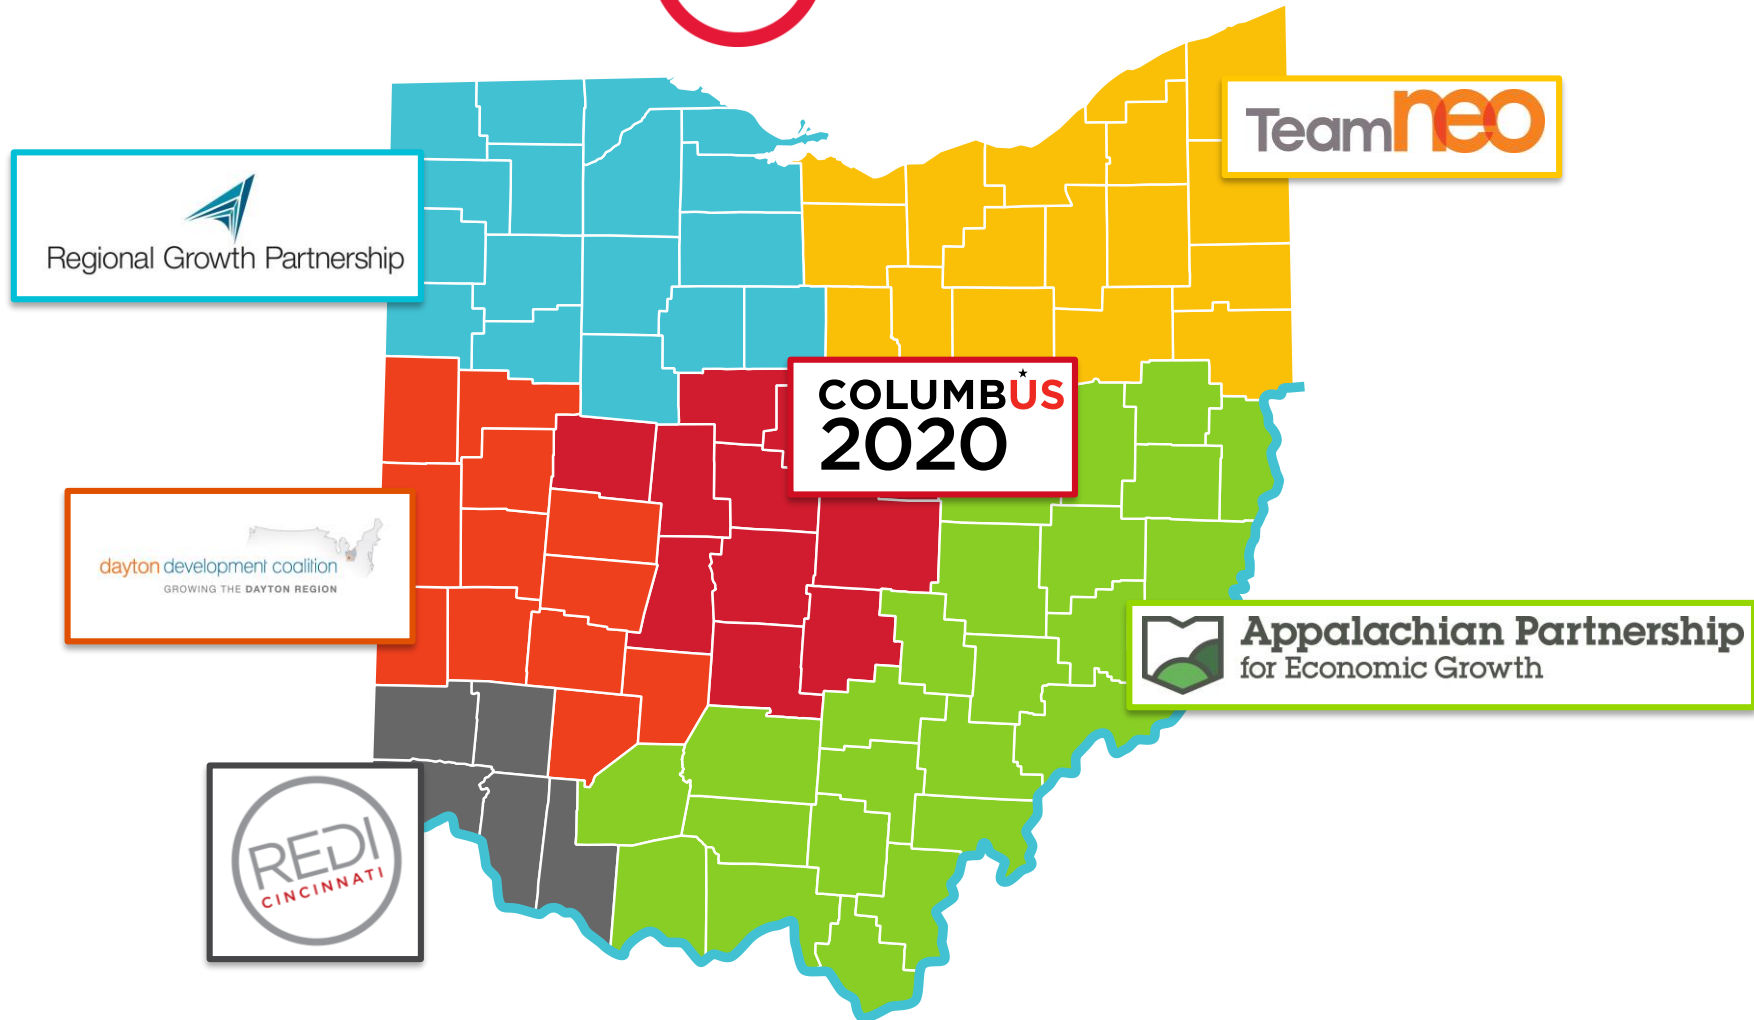 Teamneo
Regional Growth Partnership
COLUMBUS
2020
dayton development coalition
GROWING THE DAYTON REGION
Appalachian Partnership
for Economic Growth
REDI
CINCINNATI